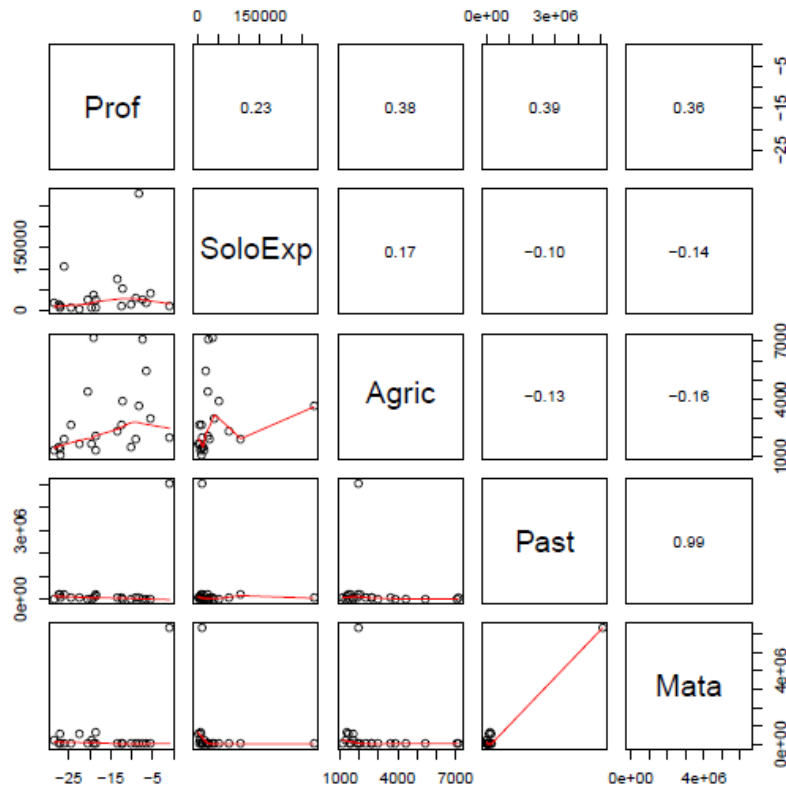 0 150000 0e+00 3e+06
Prof 0.23 0.38 0.39 0.36 −25 −15 −5
0 150000 SoloExp 0.17 −0.10 −0.14
Agric −0.13 −0.16 1000 4000 7000
0e+00 3e+06 Past 0.99
Mata 0e+00 4e+06
−25 −15 −5 1000 4000 7000 0e+00 4e+06